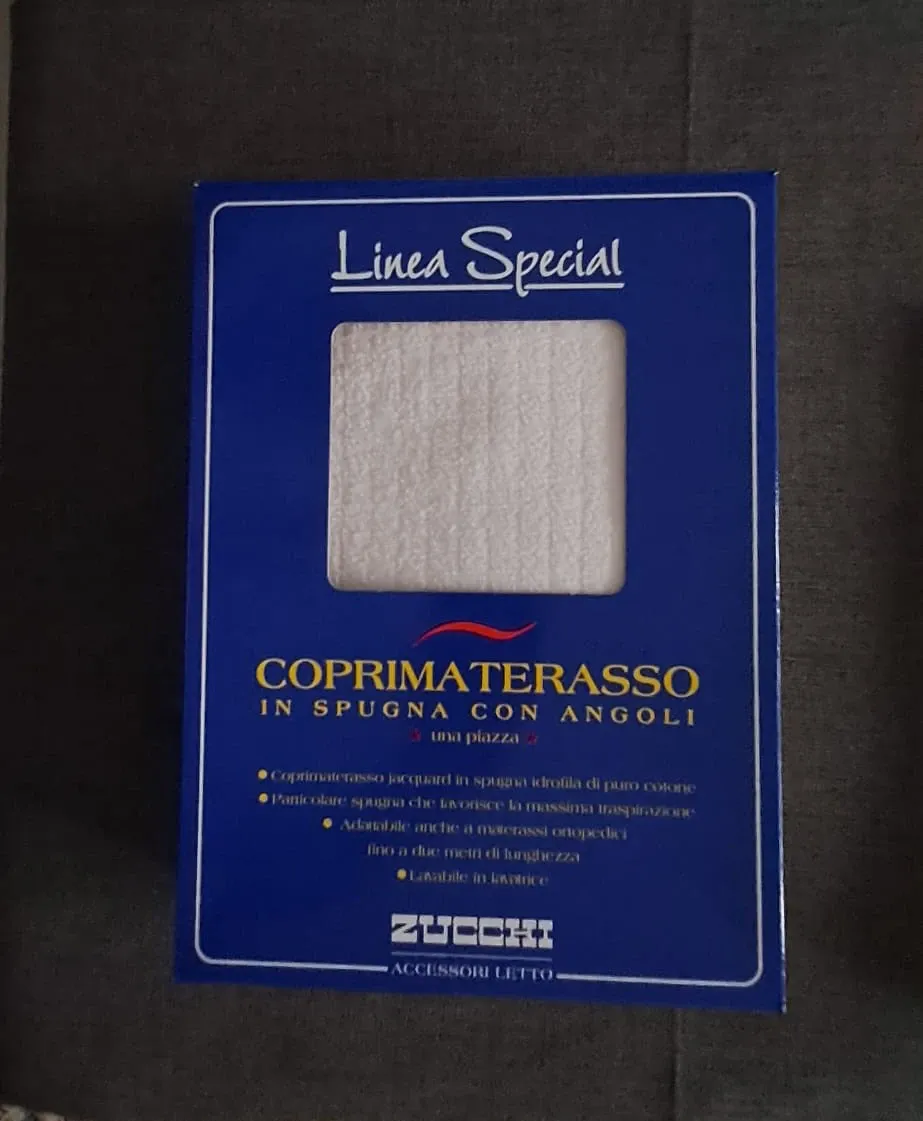 Linea Special
COPRIMATERASSO
IN SPUGNA CON ANGOLI
una piazza
Coprimaterasso jacquard in spugna idrofila di puro cotone
Particolare spugna che favorisce la massima traspirazione
Adattabile anche a materassi ortopedici
fino a due metri di lunghezza
Lavabile in lavatrice
ZUCCHI
ACCESSORI LETTO